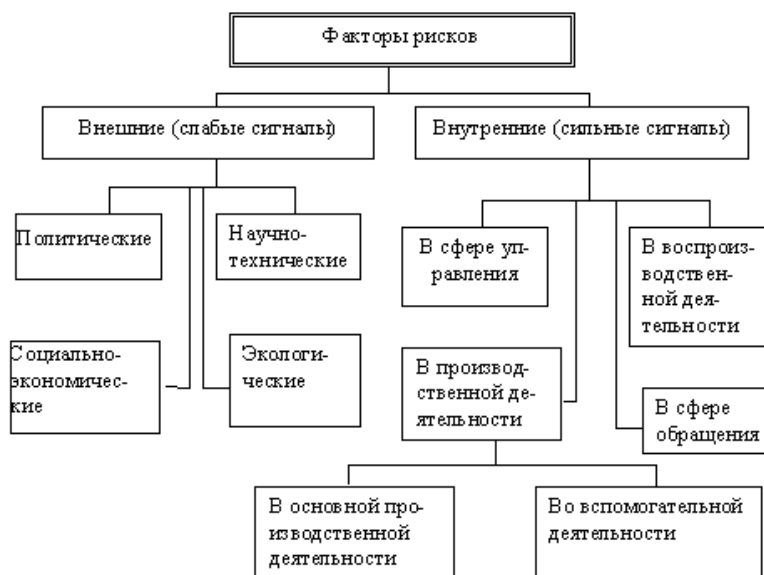 Факторы рисков
Внешние (слабые сигналы)
Внутренние (сильные сигналы)
Политические
Научно-
технические
В сфере уп-
равления
В воспроиз-
водствен-
ной дея-
тельности
Социально-
экономичес-
кие
Экологи-
ческие
В производ-
ственной де-
ятельности
В сфере
обращения
В основной про-
изводственной
деятельности
Во вспомогательной
деятельности